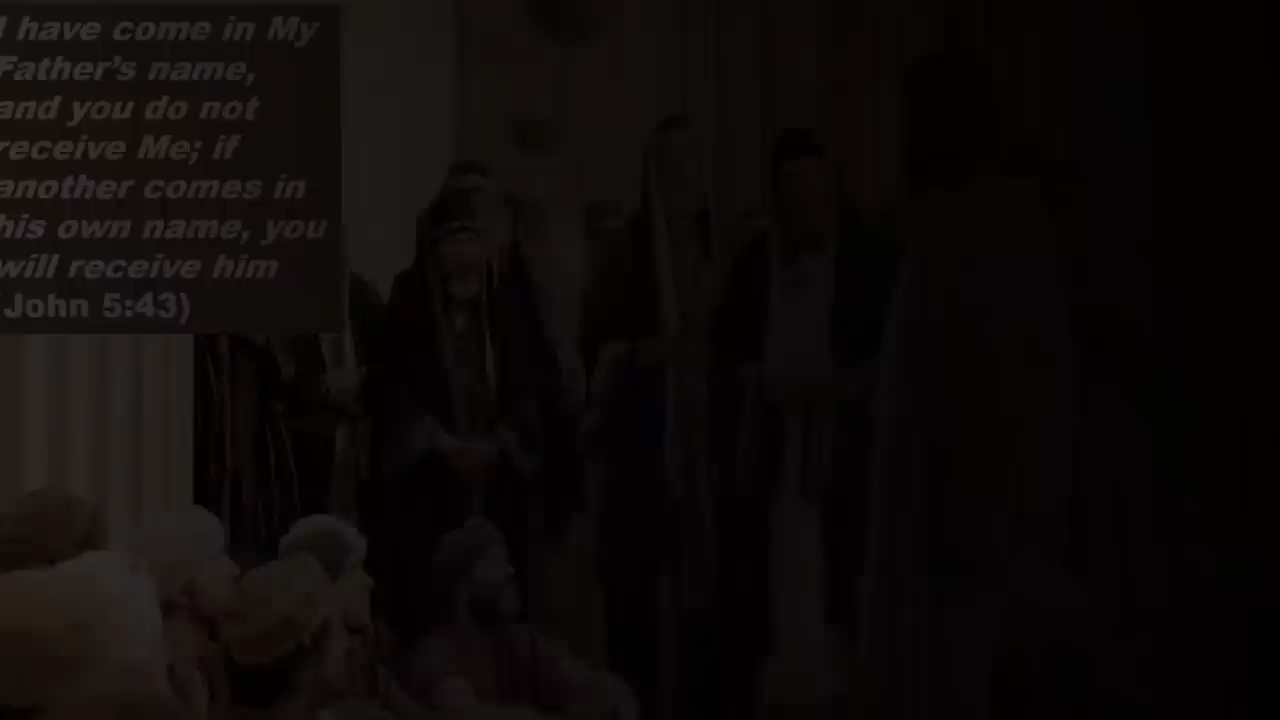 I have come in My
Father's name,
and you do not
receive Me; if
another comes in
his own name, you
will receive him
(John 5:43)